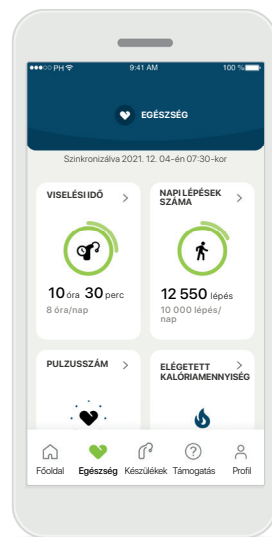 PH 9:41 AM 100 %
EGÉSZSÉG
Szinkronizálva 2021. 12. 04-én 07:30-kor
VISELÉSI IDŐ
10 óra 30 perc
8 óra/nap
NAPI LÉPÉSEK
SZÁMA
12 550 lépés
10 000 lépés/
nap
PULZUSSZÁM
ELÉGETETT
KALÓRIAMENNYISÉG
Főoldal Egészség Készülékek Támogatás Profil